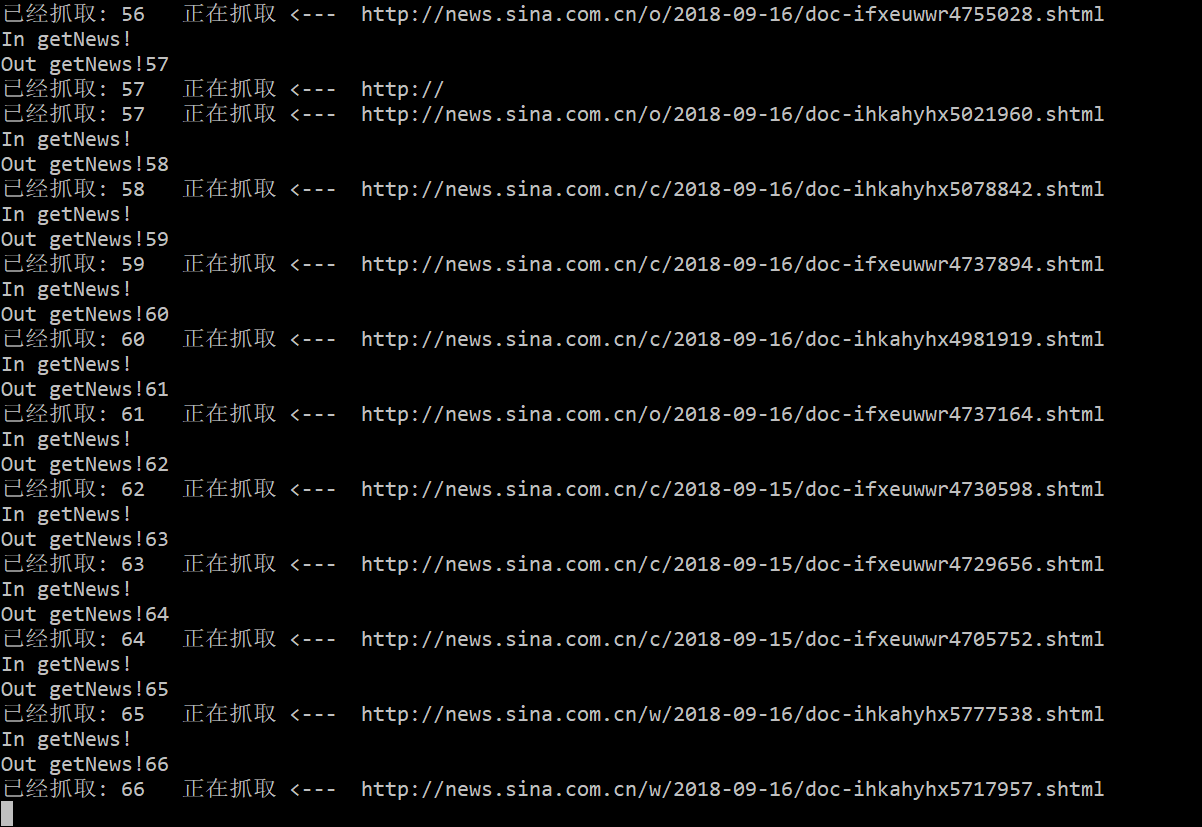 已经抓取: 56   正在抓取 <---  http://news.sina.com.cn/o/2018-09-16/doc-ifxeuwwr4755028.shtml
In getNews!
Out getNews!57
已经抓取: 57   正在抓取 <---  http://
已经抓取: 57   正在抓取 <---  http://news.sina.com.cn/o/2018-09-16/doc-ihkahyhx5021960.shtml
In getNews!
Out getNews!58
已经抓取: 58   正在抓取 <---  http://news.sina.com.cn/c/2018-09-16/doc-ihkahyhx5078842.shtml
In getNews!
Out getNews!59
已经抓取: 59   正在抓取 <---  http://news.sina.com.cn/c/2018-09-16/doc-ifxeuwwr4737894.shtml
In getNews!
Out getNews!60
已经抓取: 60   正在抓取 <---  http://news.sina.com.cn/c/2018-09-16/doc-ihkahyhx4981919.shtml
In getNews!
Out getNews!61
已经抓取: 61   正在抓取 <---  http://news.sina.com.cn/o/2018-09-16/doc-ifxeuwwr4737164.shtml
In getNews!
Out getNews!62
已经抓取: 62   正在抓取 <---  http://news.sina.com.cn/c/2018-09-15/doc-ifxeuwwr4730598.shtml
In getNews!
Out getNews!63
已经抓取: 63   正在抓取 <---  http://news.sina.com.cn/c/2018-09-15/doc-ifxeuwwr4729656.shtml
In getNews!
Out getNews!64
已经抓取: 64   正在抓取 <---  http://news.sina.com.cn/c/2018-09-15/doc-ifxeuwwr4705752.shtml
In getNews!
Out getNews!65
已经抓取: 65   正在抓取 <---  http://news.sina.com.cn/w/2018-09-16/doc-ihkahyhx5777538.shtml
In getNews!
Out getNews!66
已经抓取: 66   正在抓取 <---  http://news.sina.com.cn/w/2018-09-16/doc-ihkahyhx5717957.shtml